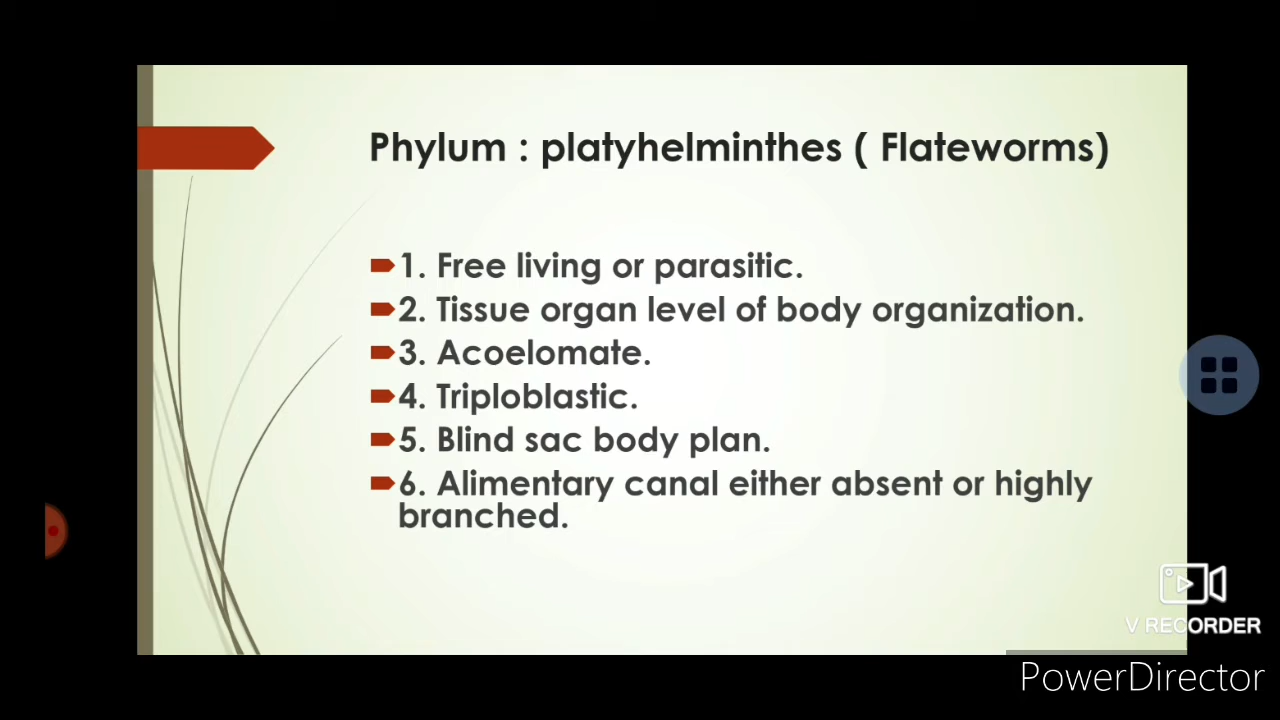 Phylum : platyhelminthes ( Flateworms)
1. Free living or parasitic.
2. Tissue organ level of body organization.
3. Acoelomate.
4. Triploblastic.
5. Blind sac body plan.
6. Alimentary canal either absent or highly
branched.
V RECORDER
PowerDirector